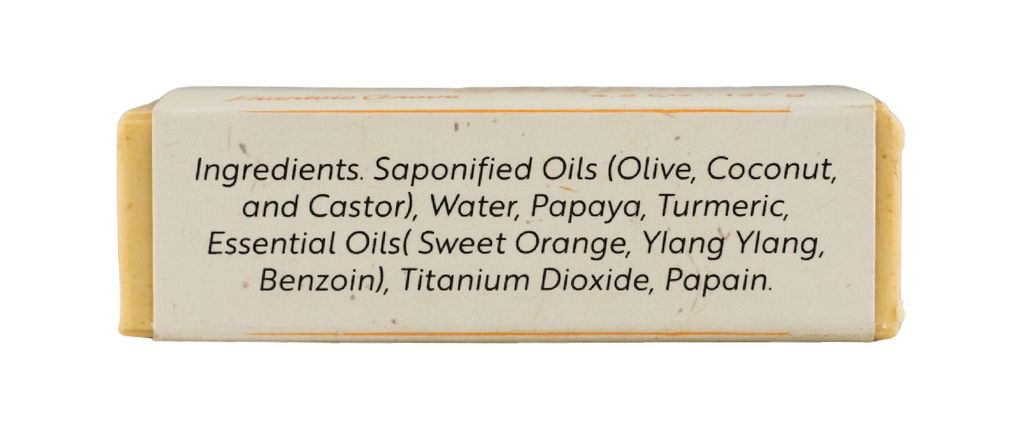 Ingredients. Saponified Oils (Olive, Coconut,
and Castor), Water, Papaya, Turmeric,
Essential Oils( Sweet Orange, Ylang Ylang,
Benzoin), Titanium Dioxide, Papain.